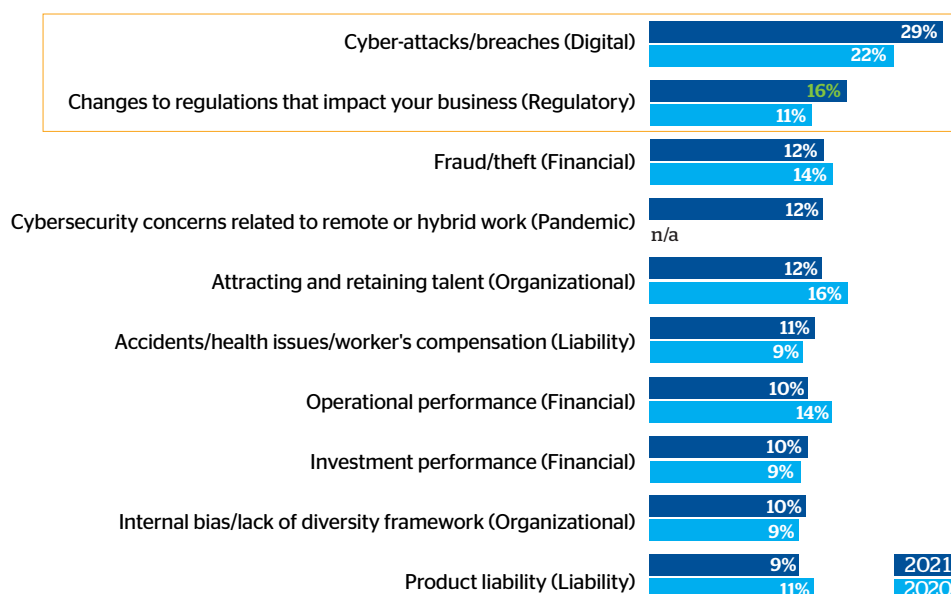 29%
Cyber-attacks/breaches (Digital)
22%
16%
Changes to regulations that impact your business (Regulatory)
11%
12%
Fraud/theft (Financial)
14%
12%
Cybersecurity concerns related to remote or hybrid work (Pandemic)
n/a
12%
Attracting and retaining talent (Organizational)
16%
11%
Accidents/health issues/worker's compensation (Liability)
9%
10%
Operational performance (Financial)
14%
10%
Investment performance (Financial)
9%
10%
Internal bias/lack of diversity framework (Organizational)
9%
9%
2021
Product liability (Liability)
11%
2020